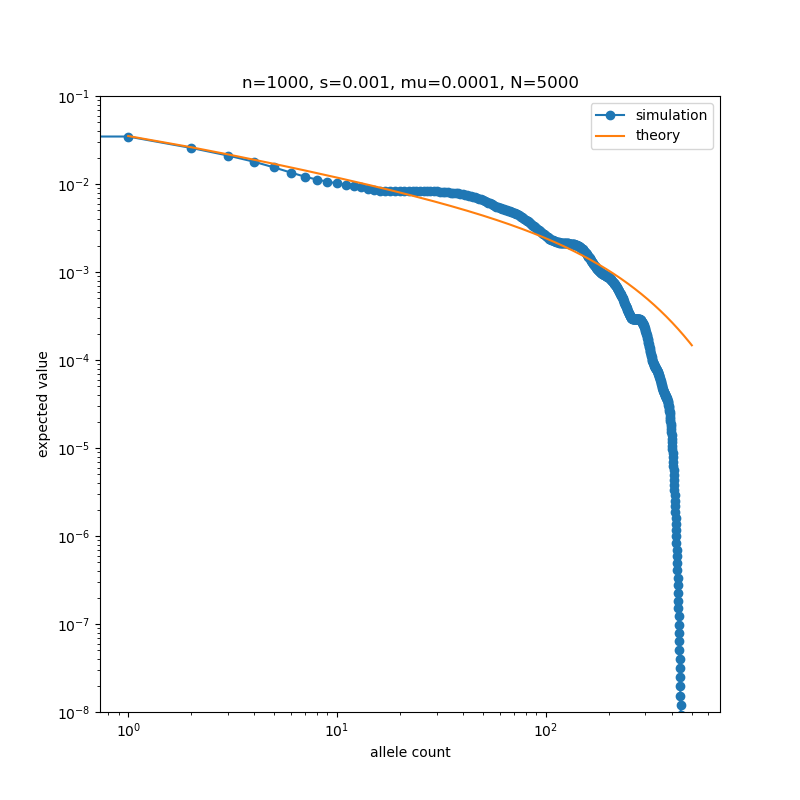 n=1000, s=0.001, mu=0.0001, N=5000
simulation
theory
10⁻¹
10⁻²
10⁻³
10⁻⁴
10⁻⁵
10⁻⁶
10⁻⁷
10⁻⁸
expected value
10⁰
10¹
10²
allele count